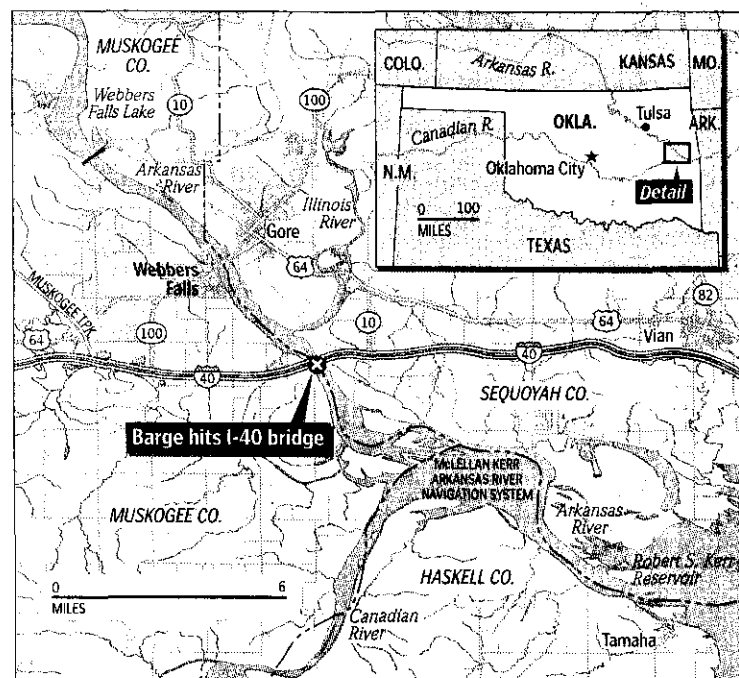 MUSKOGEE
CO.
Webbers
Falls Lake
10
100
Arkansas
River
Illinois
River
Gore
64
Webbers
Falls
MUSKOGEE TPK.
64
100
10
64
82
Vian
40
40
SEQUOYAH CO.
Barge hits I-40 bridge
McLELLAN KERR
ARKANSAS RIVER
NAVIGATION SYSTEM
MUSKOGEE CO.
Arkansas
River
Robert S. Kerr
Reservoir
HASKELL CO.
0 6
MILES
Canadian
River
Tamaha
COLO.
Arkansas R.
KANSAS
MO.
Tulsa
OKLA.
ARK.
Canadian R.
Oklahoma City
N.M.
Detail
0 100
MILES
TEXAS